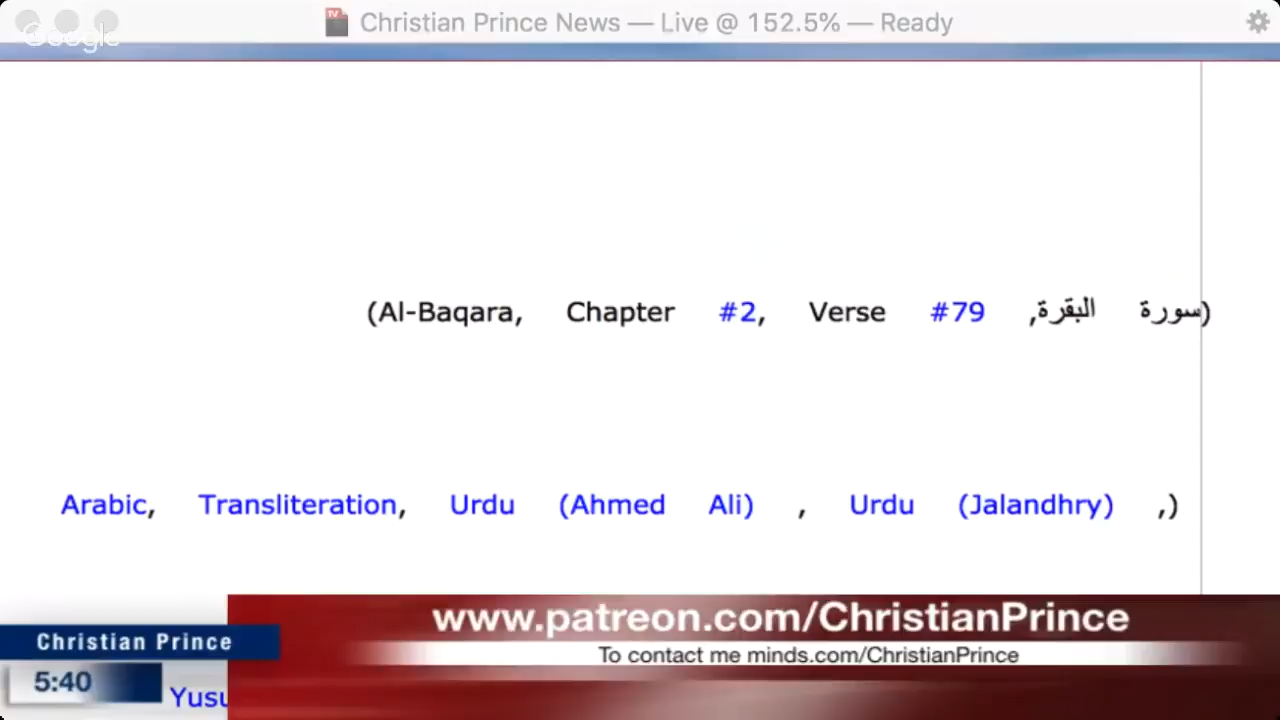 Christian Prince News — Live @ 152.5% — Ready
Google
(Al-Baqara, Chapter #2, Verse #79 ,سورة البقرة)
Arabic, Transliteration, Urdu (Ahmed Ali) , Urdu (Jalandhry) ,)
www.patreon.com/ChristianPrince
Christian Prince
To contact me minds.com/ChristianPrince
5:40
Yusu